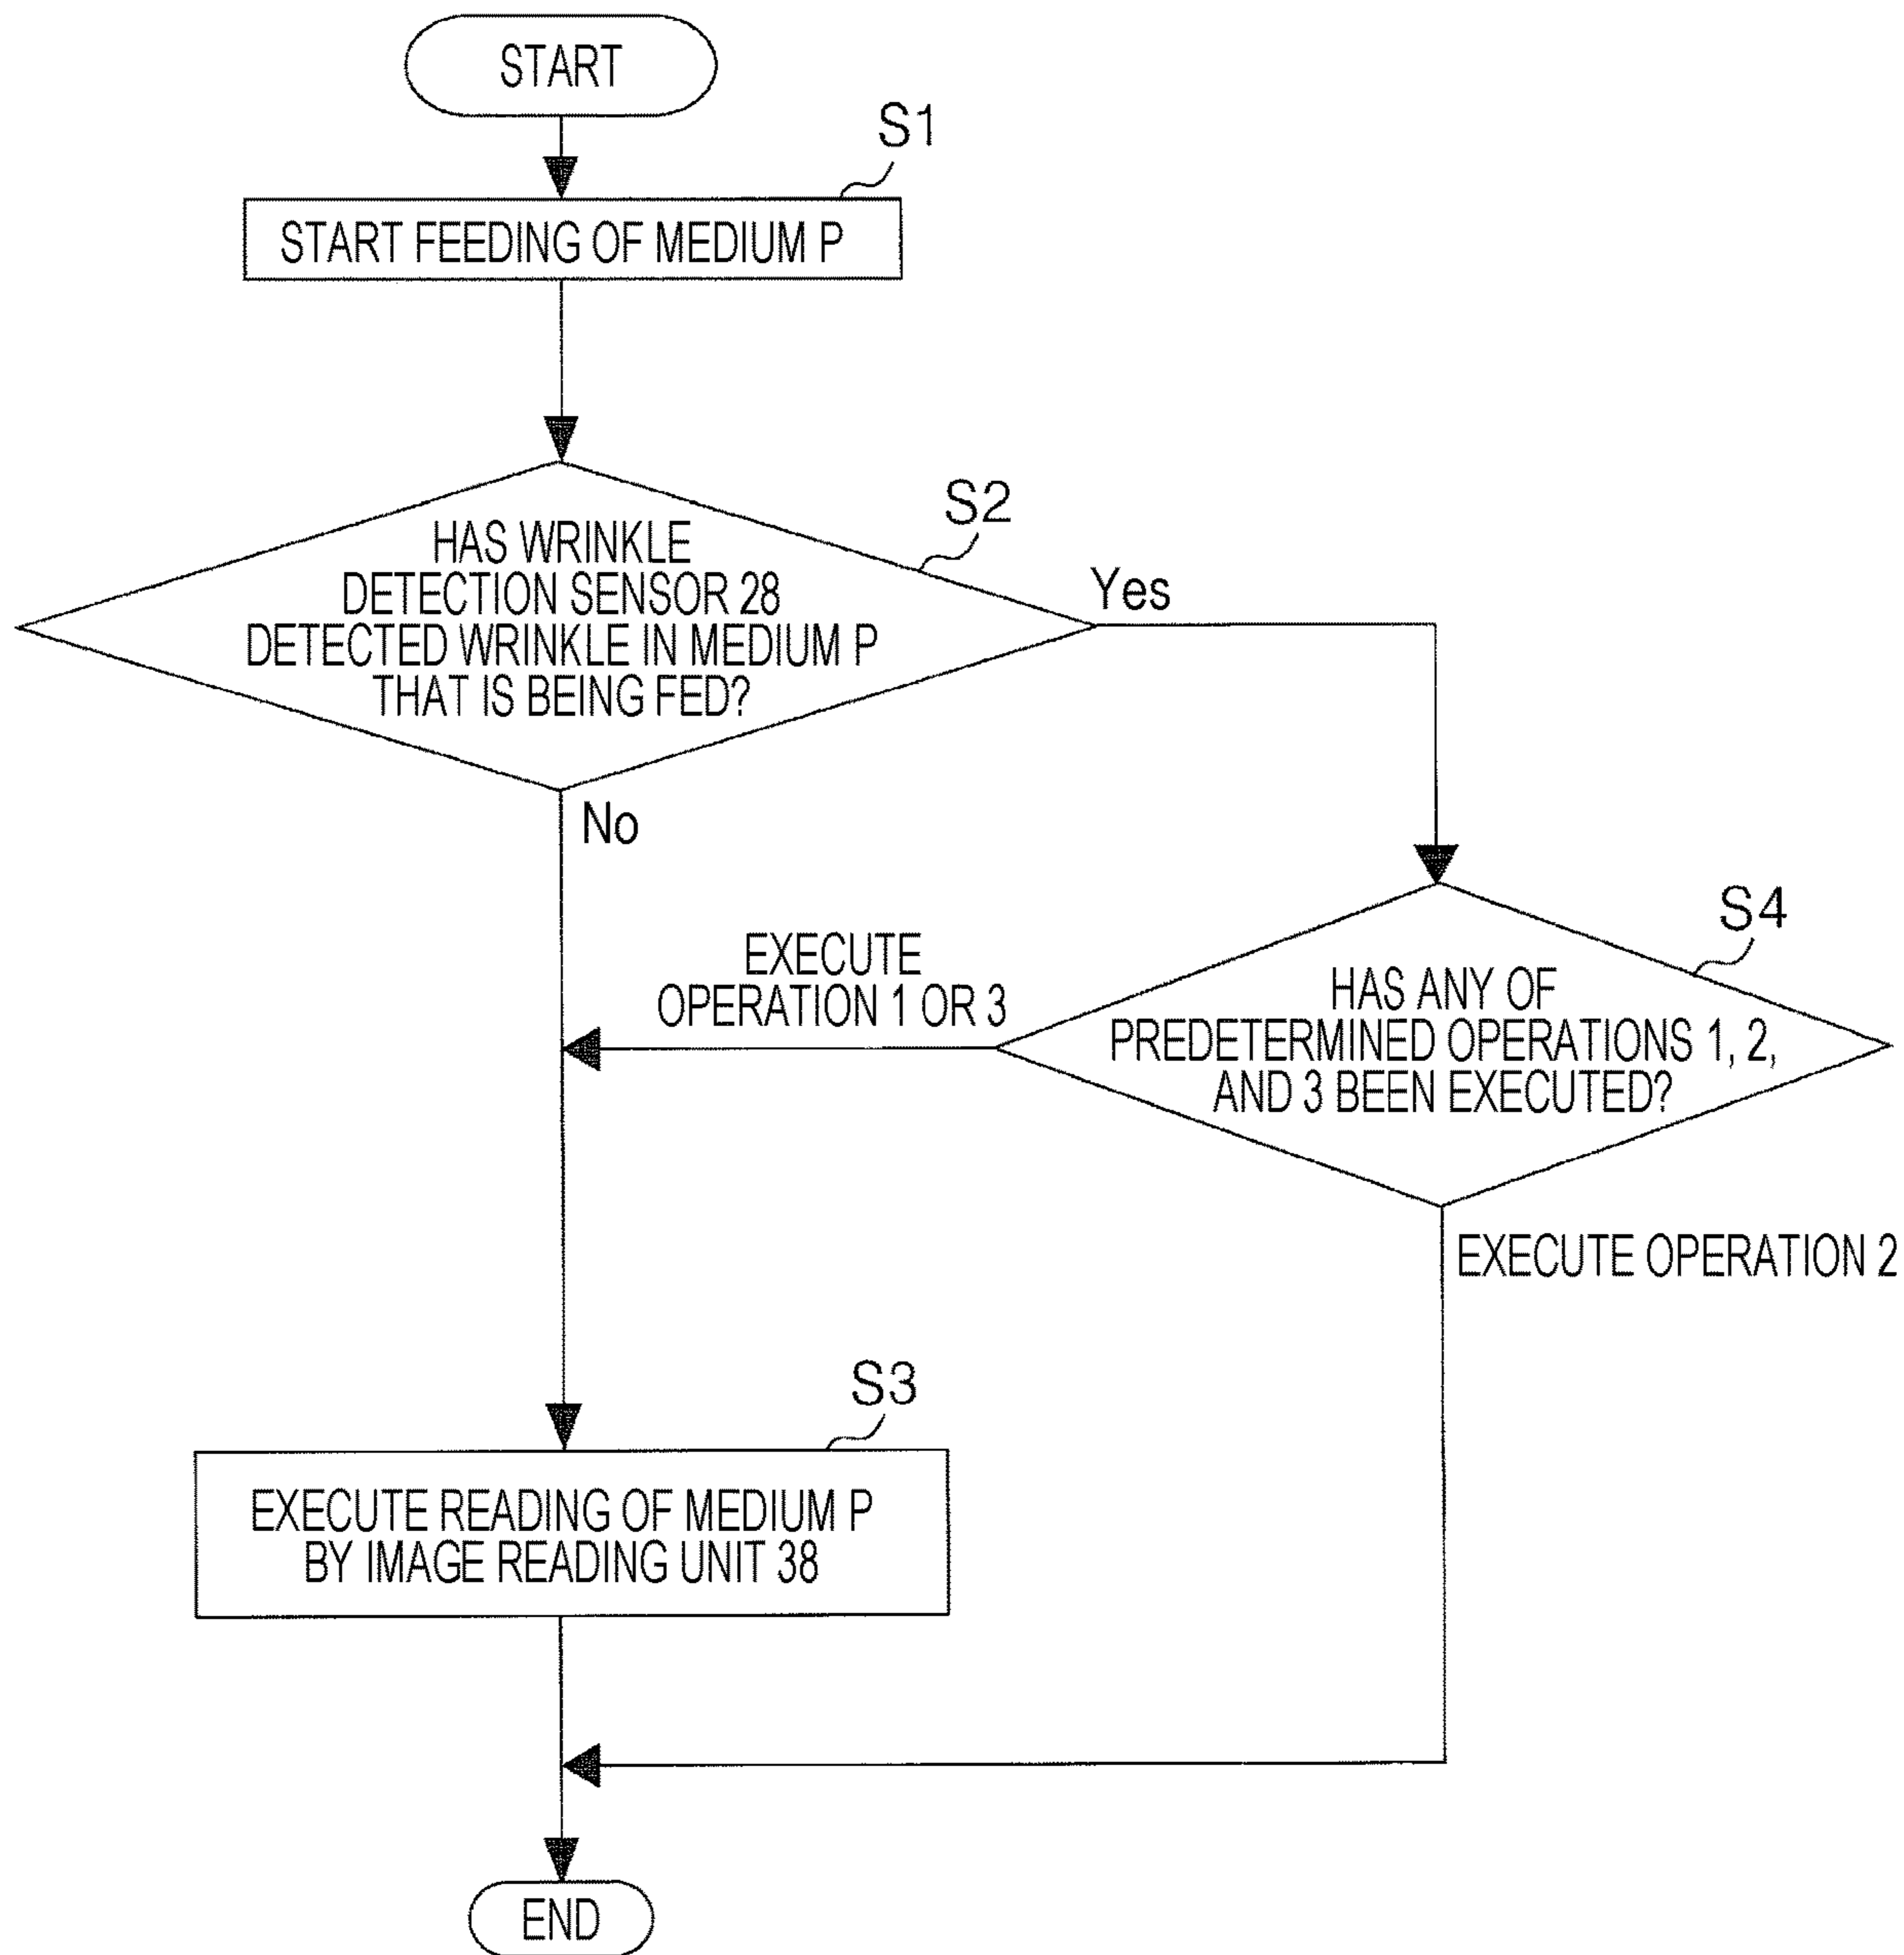 START
S1
START FEEDING OF MEDIUM P
S2
HAS WRINKLE
DETECTION SENSOR 28
DETECTED WRINKLE IN MEDIUM P
THAT IS BEING FED?
Yes
No
S4
HAS ANY OF
PREDETERMINED OPERATIONS 1, 2,
AND 3 BEEN EXECUTED?
EXECUTE
OPERATION 1 OR 3
EXECUTE OPERATION 2
S3
EXECUTE READING OF MEDIUM P
BY IMAGE READING UNIT 38
END